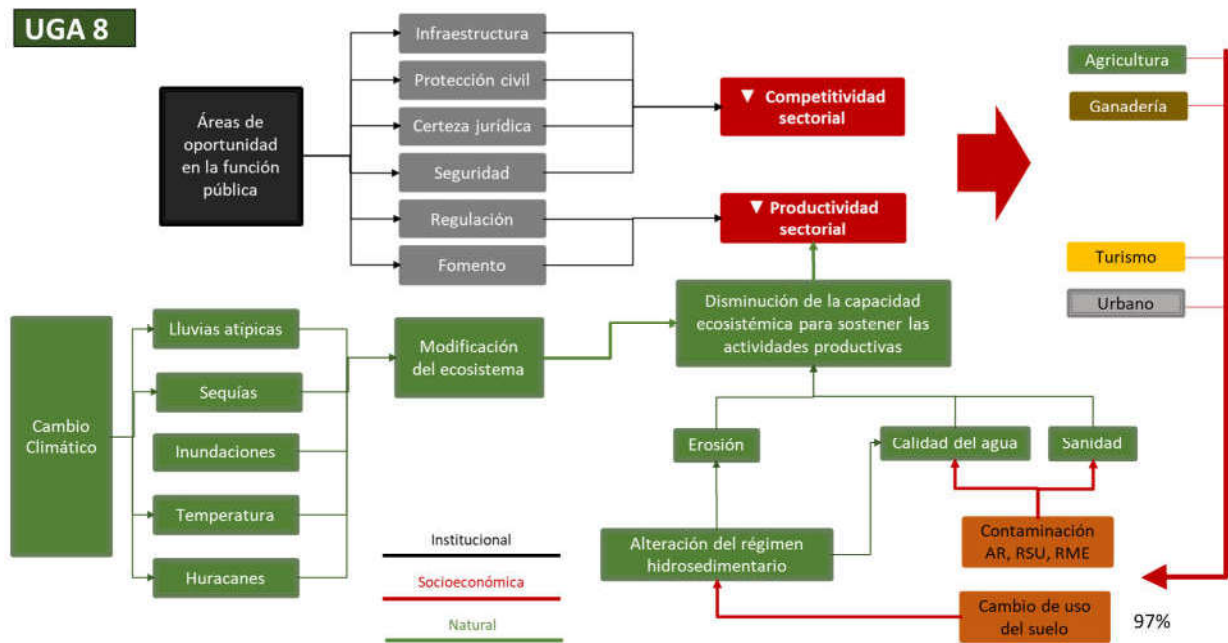 UGA 8
Áreas de
oportunidad
en la función
pública
Infraestructura
Protección civil
Certeza jurídica
Seguridad
Regulación
Fomento
▼ Competitividad
sectorial
▼ Productividad
sectorial
Agricultura
Ganadería
Turismo
Urbano
Cambio
Climático
Lluvias atípicas
Sequías
Inundaciones
Temperatura
Huracanes
Modificación
del ecosistema
Disminución de la capacidad
ecosistémica para sostener las
actividades productivas
Erosión
Calidad del agua
Sanidad
Alteración del régimen
hidrosedimentario
Contaminación
AR, RSU, RME
Cambio de uso
del suelo
97%
Institucional
Socioeconómica
Natural